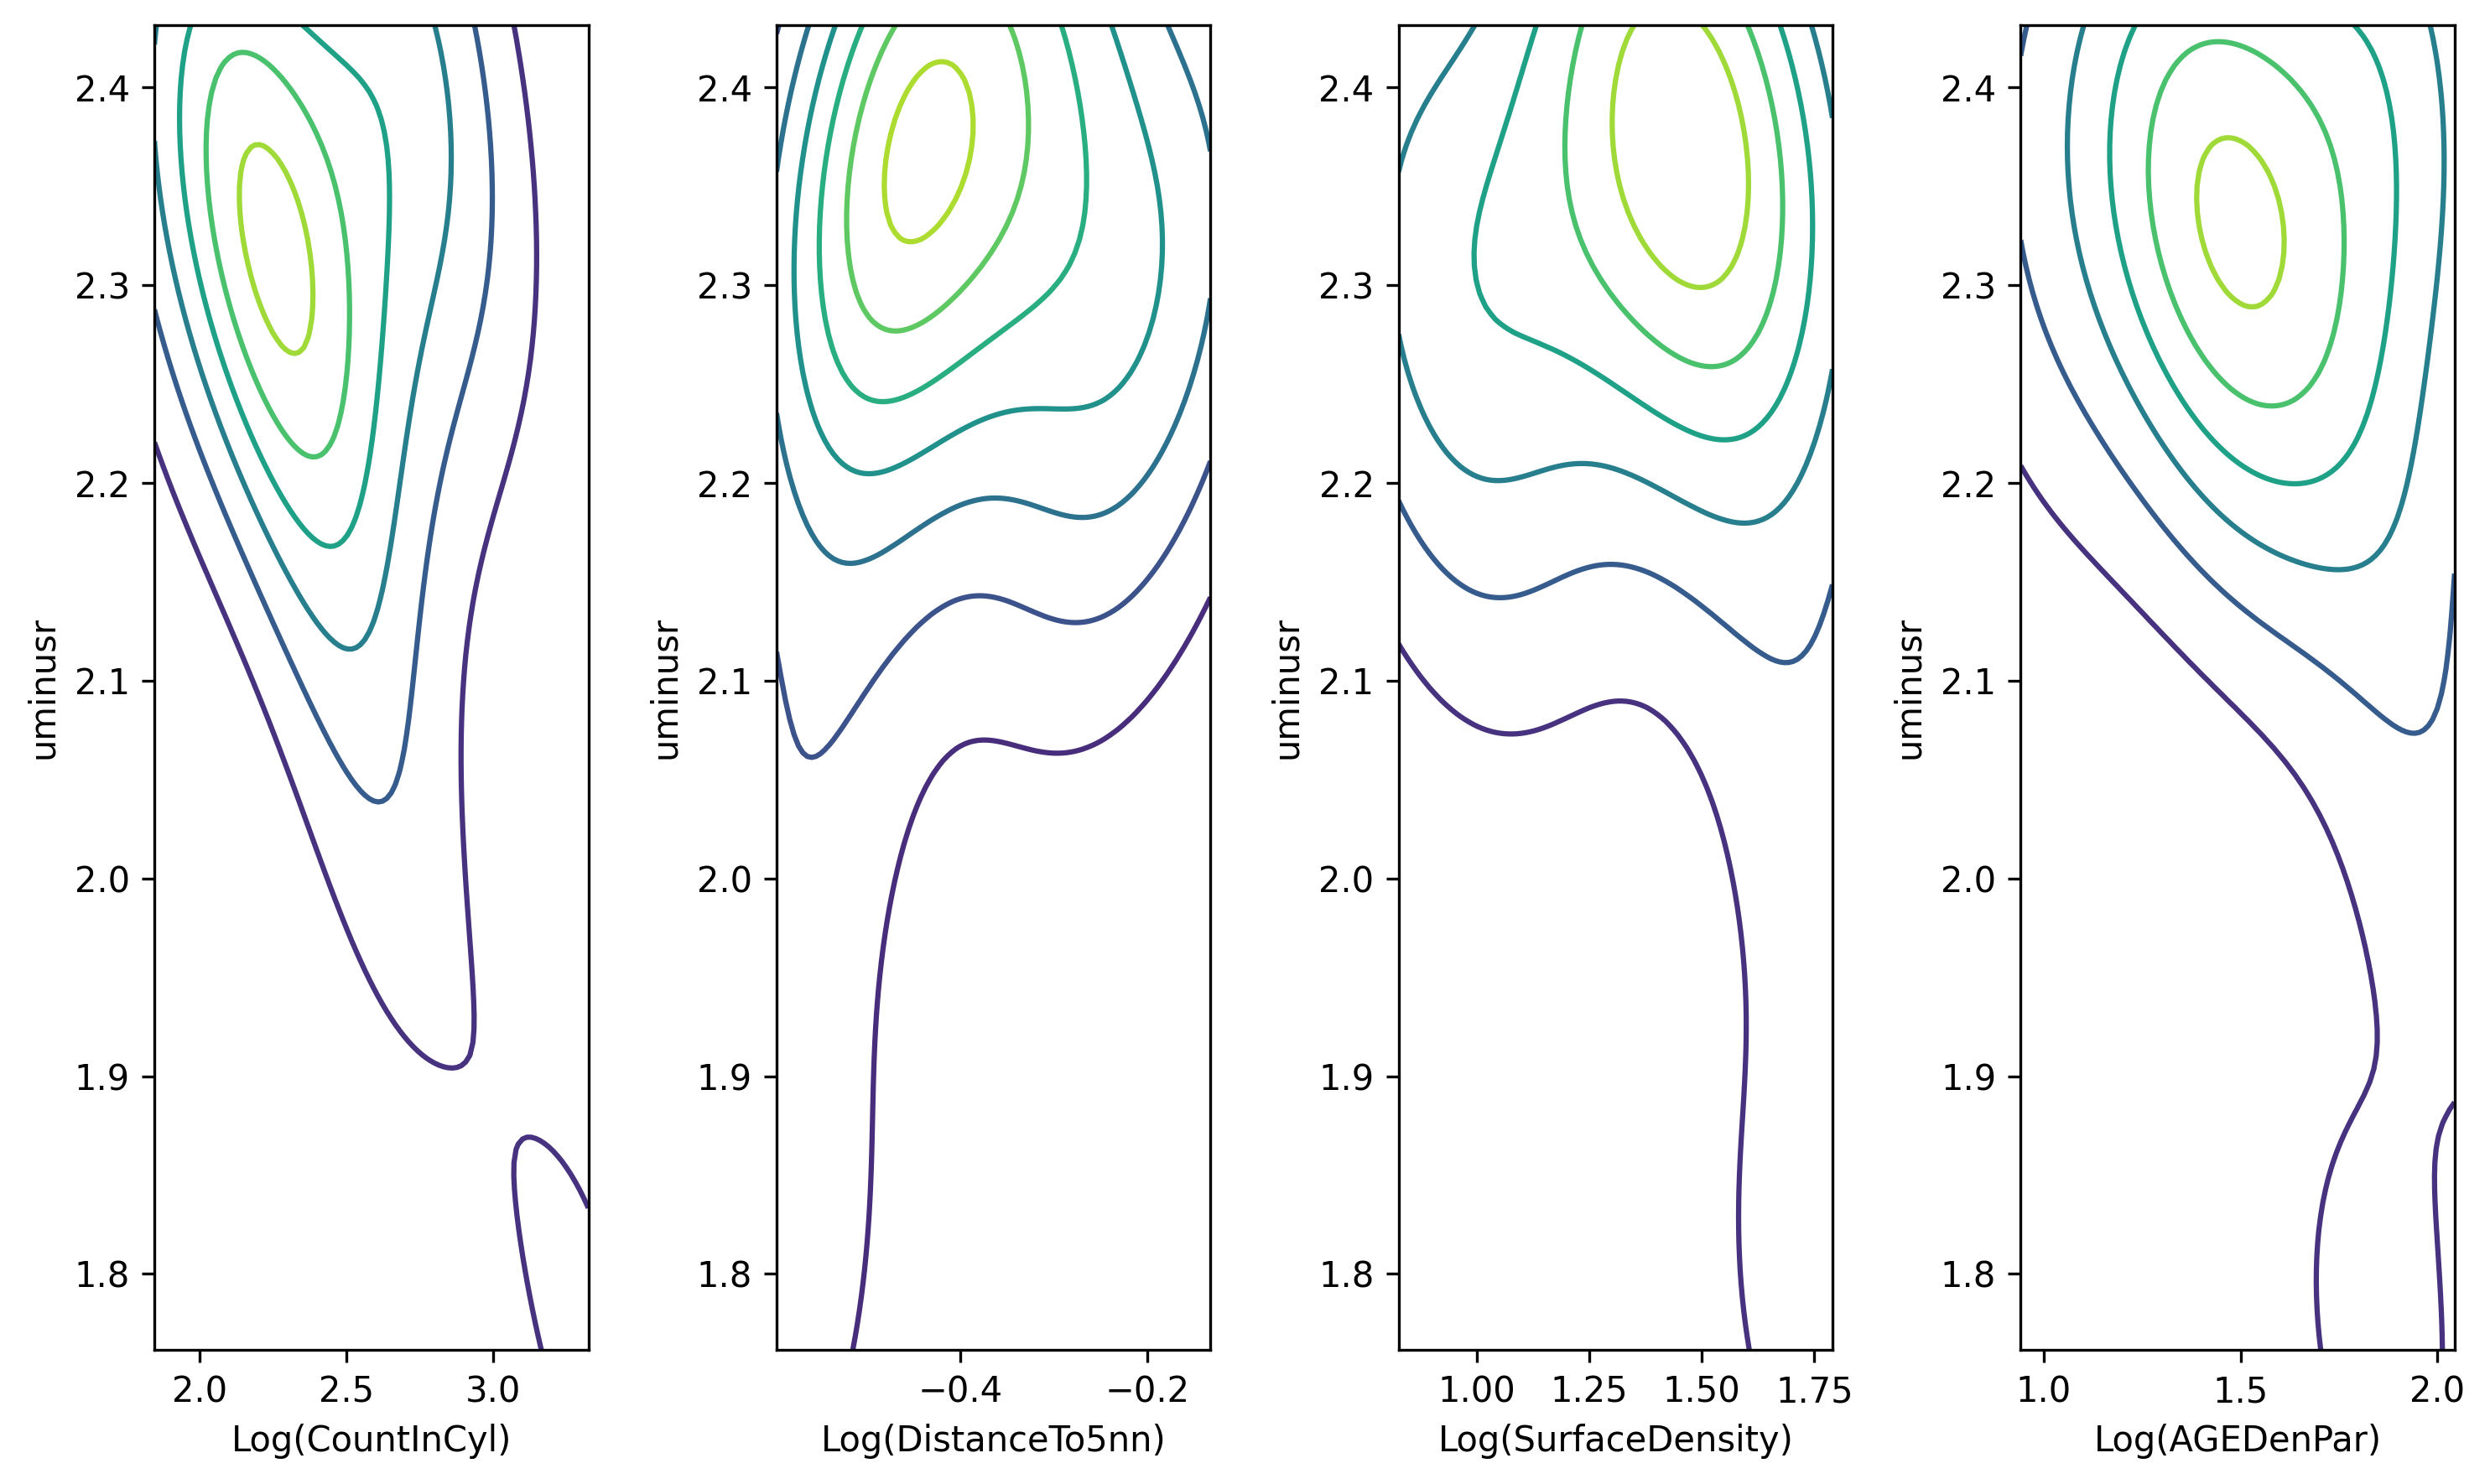 2.4 2.4 2.4 2.4
2.3 2.3 2.3 2.3
2.2 2.2 2.2 2.2
2.1 2.1 2.1 2.1
uminusr uminusr uminusr uminusr
2.0 2.0 2.0 2.0
1.9 1.9 1.9 1.9
1.8 1.8 1.8 1.8
2.0 2.5 3.0 −0.4 −0.2 1.00 1.25 1.50 1.75 1.0 1.5 2.0
Log(CountInCyl) Log(DistanceTo5nn) Log(SurfaceDensity) Log(AGEDenPar)